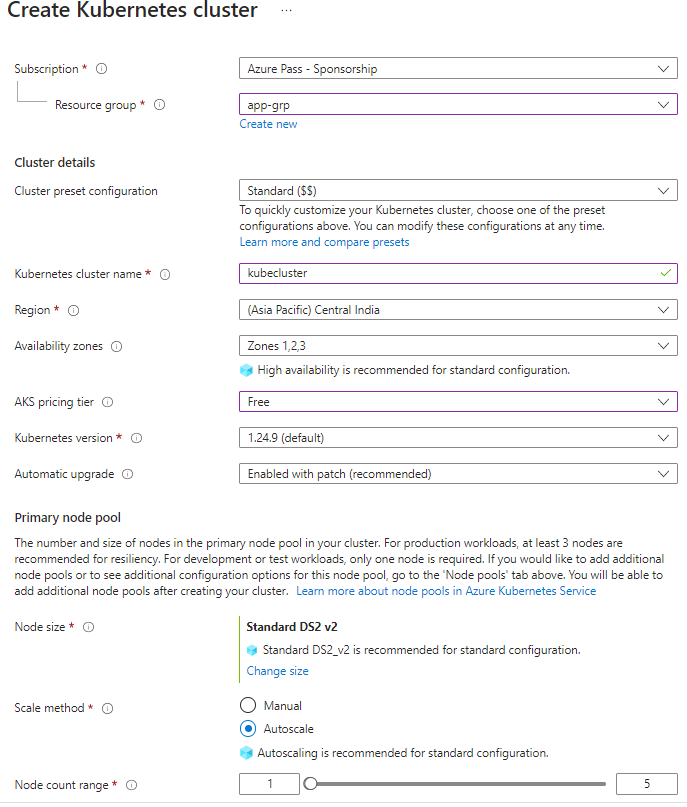 Create Kubernetes cluster ...
Subscription *
Azure Pass - Sponsorship
Resource group *
app-grp
Create new
Cluster details
Cluster preset configuration
Standard ($$)
To quickly customize your Kubernetes cluster, choose one of the preset
configurations above. You can modify these configurations at any time.
Learn more and compare presets
Kubernetes cluster name *
kubecluster
Region *
(Asia Pacific) Central India
Availability zones
Zones 1,2,3
High availability is recommended for standard configuration.
AKS pricing tier
Free
Kubernetes version *
1.24.9 (default)
Automatic upgrade
Enabled with patch (recommended)
Primary node pool
The number and size of nodes in the primary node pool in your cluster. For production workloads, at least 3 nodes are
recommended for resiliency. For development or test workloads, only one node is required. If you would like to add additional
node pools or to see additional configuration options for this node pool, go to the 'Node pools' tab above. You will be able to
add additional node pools after creating your cluster. Learn more about node pools in Azure Kubernetes Service
Node size *
Standard DS2 v2
Standard DS2_v2 is recommended for standard configuration.
Change size
Scale method *
Manual
Autoscale
Autoscaling is recommended for standard configuration.
Node count range *
1
5